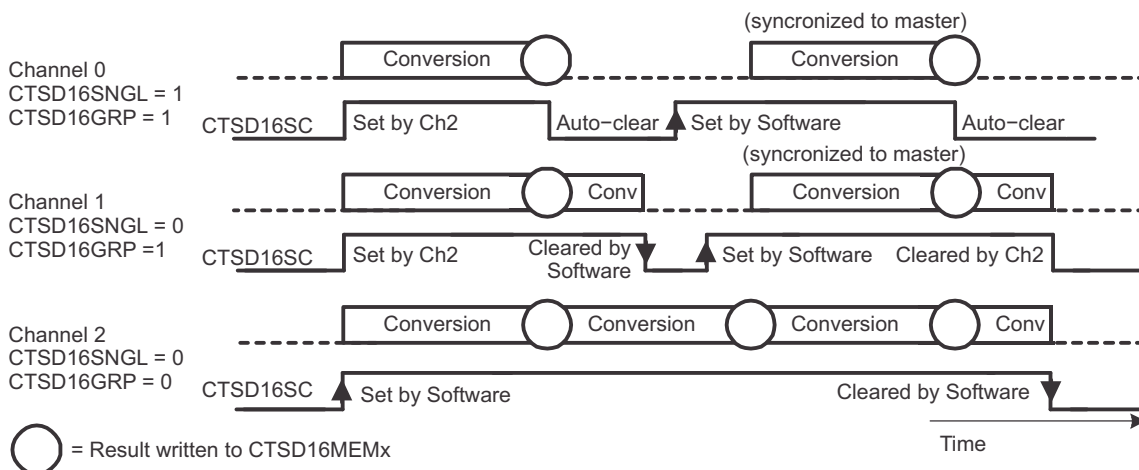 (syncronized to master)
Conversion
Conversion
Channel 0
CTSD16SNGL = 1
CTSD16GRP = 1
CTSD16SC
Set by Ch2
Auto−clear
Set by Software
Auto−clear
(syncronized to master)
Conversion
Conv
Conversion
Conv
Channel 1
CTSD16SNGL = 0
CTSD16GRP =1
CTSD16SC
Set by Ch2
Cleared by
Software
Set by Software
Cleared by Ch2
Conversion
Conversion
Conversion
Conv
Channel 2
CTSD16SNGL = 0
CTSD16GRP = 0
CTSD16SC
Set by Software
Cleared by Software
= Result written to CTSD16MEMx
Time